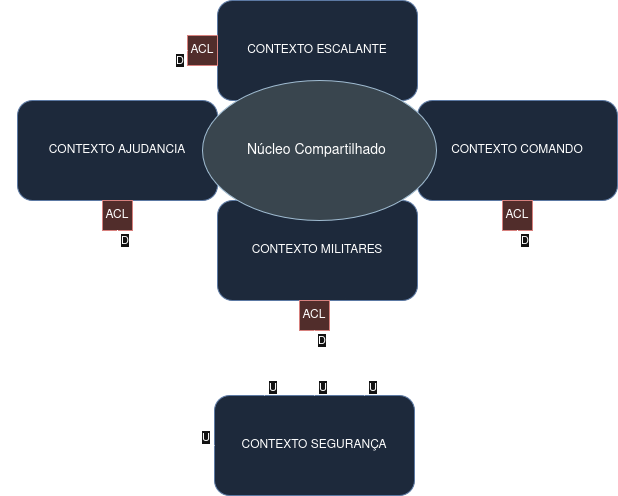 ACL
CONTEXTO ESCALANTE
D
CONTEXTO AJUDANCIA
Núcleo Compartilhado
CONTEXTO COMANDO
ACL
ACL
D
D
CONTEXTO MILITARES
ACL
D
U
U
U
U
CONTEXTO SEGURANÇA